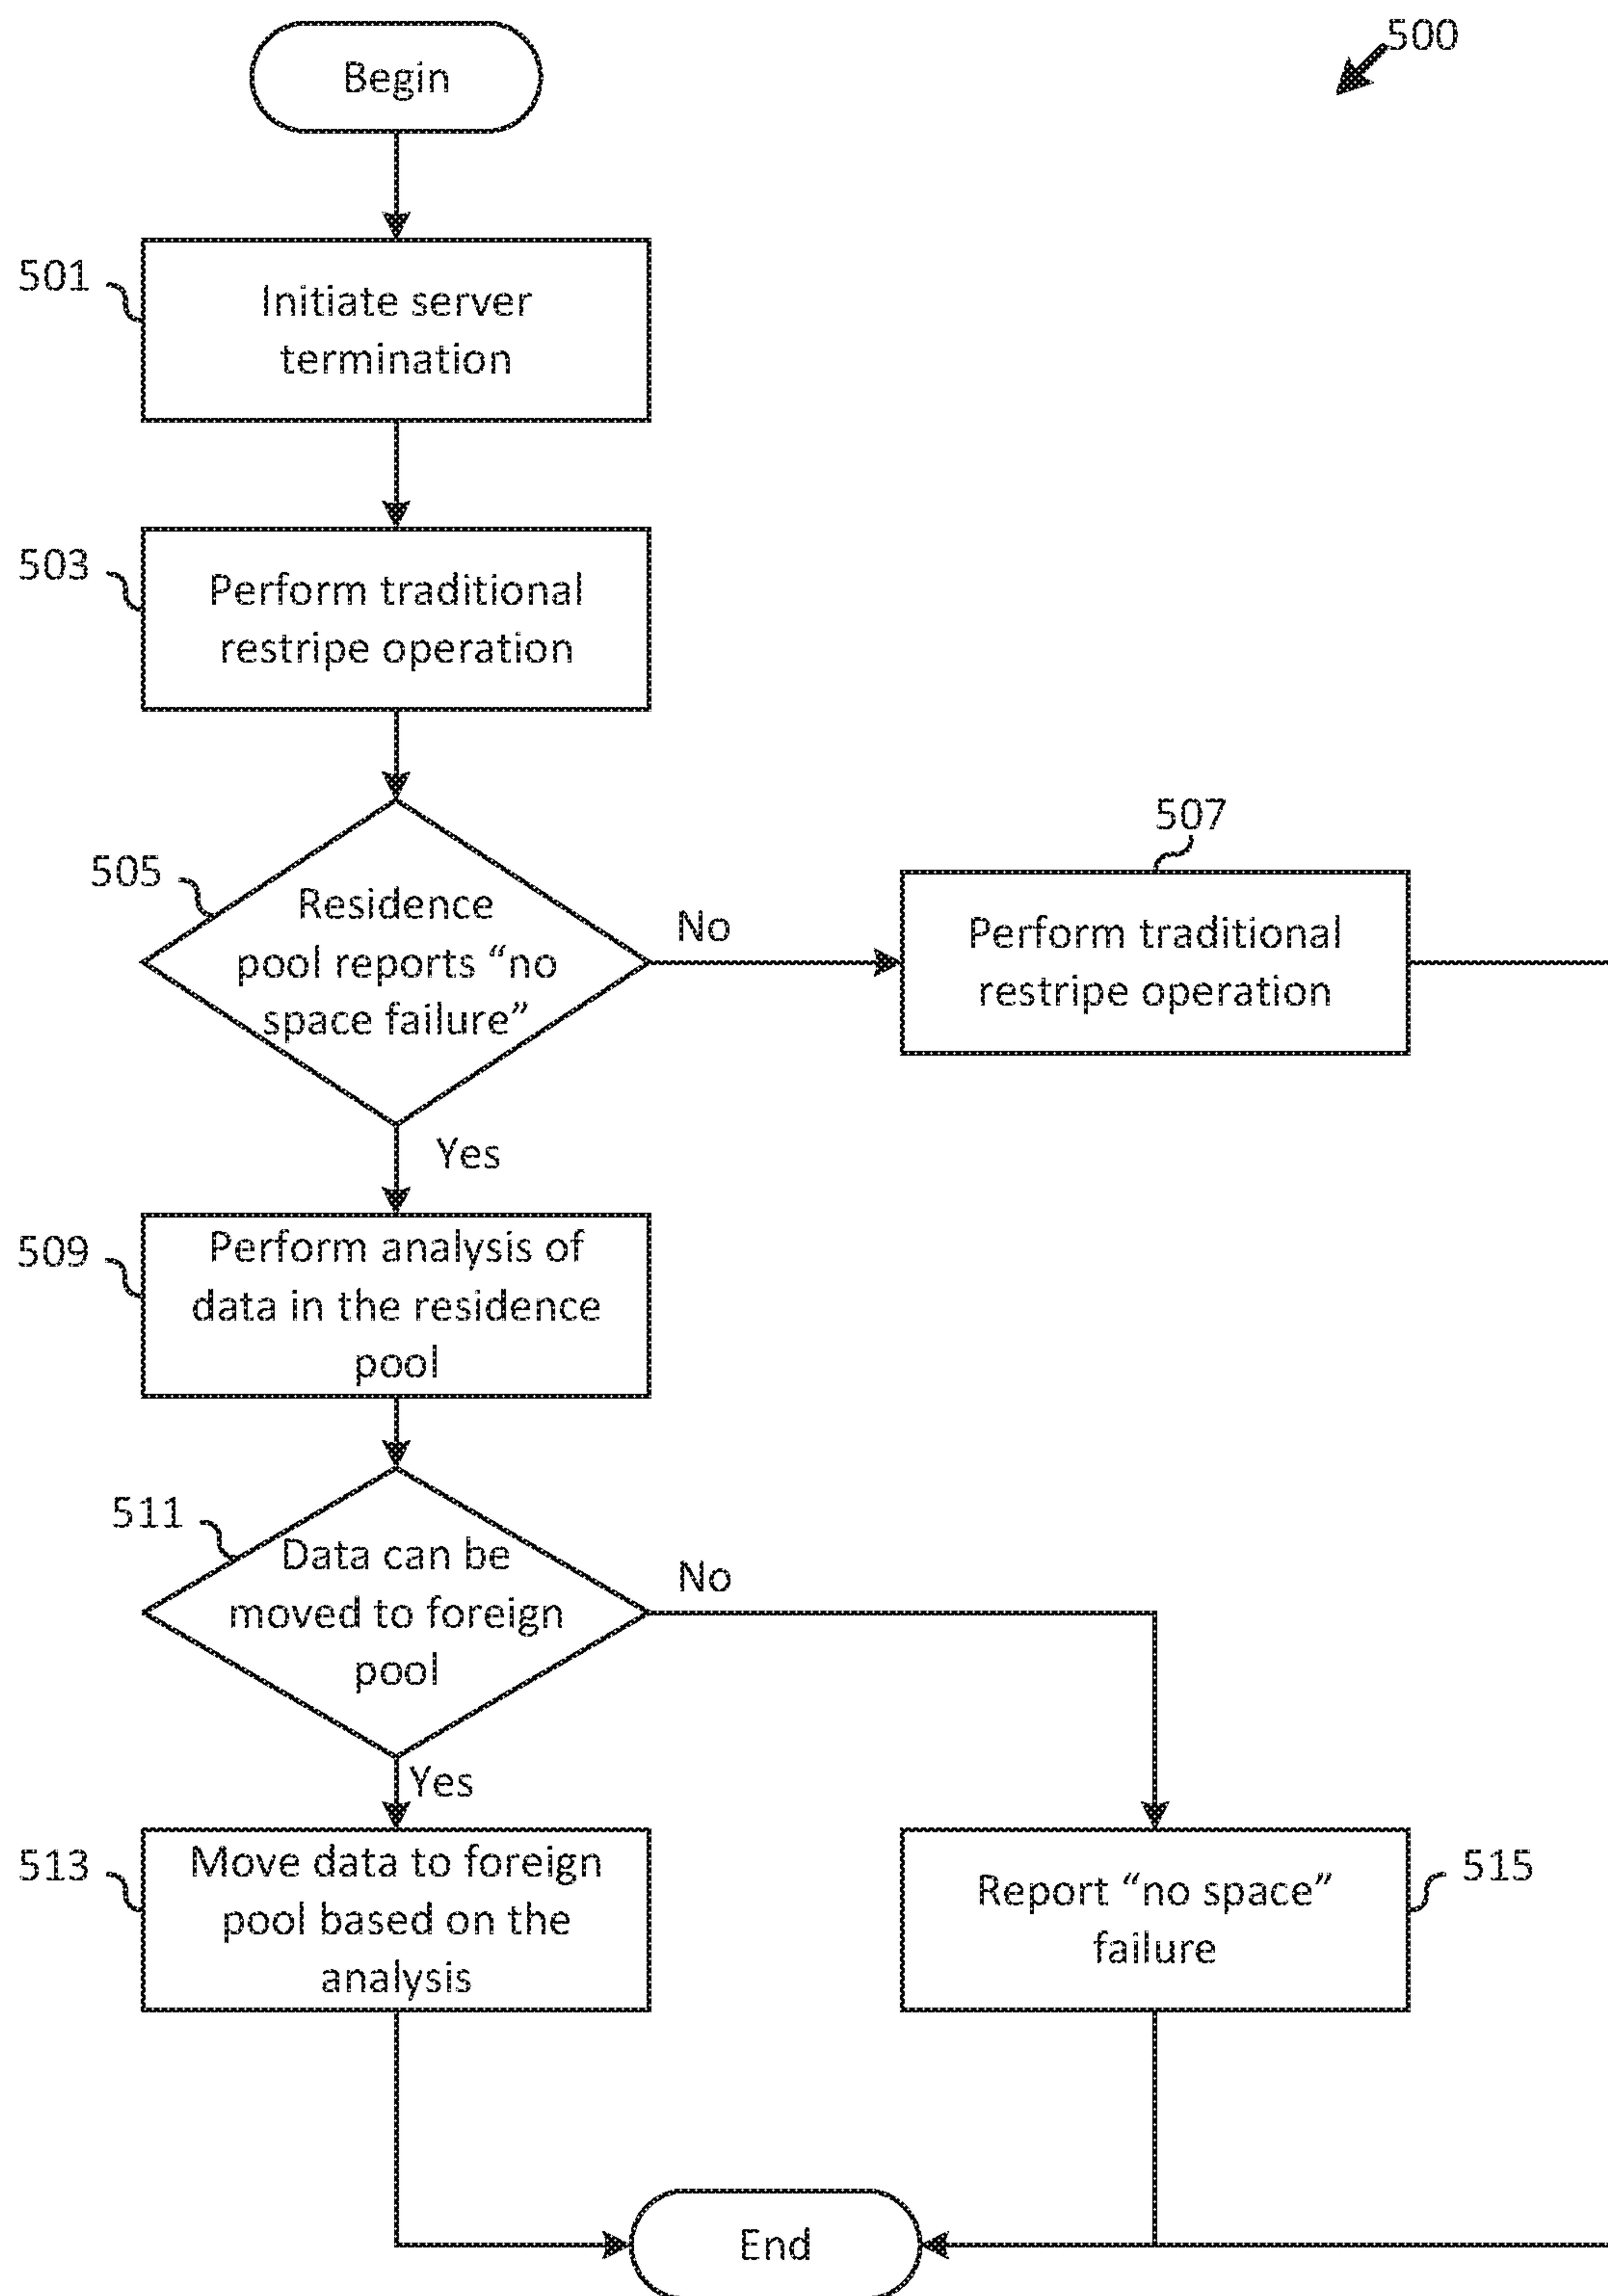 500
Begin
501
Initiate server
termination
503
Perform traditional
restripe operation
505
Residence
pool reports “no
space failure”
No
507
Perform traditional
restripe operation
Yes
509
Perform analysis of
data in the residence
pool
511
Data can be
moved to foreign
pool
No
Yes
513
Move data to foreign
pool based on the
analysis
Report “no space”
failure
515
End